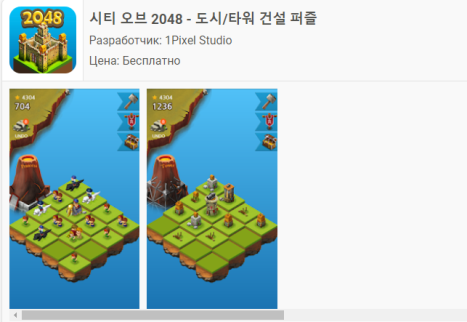 2048
시티 오브 2048 - 도시/타워 건설 퍼즐
Разработчик: 1Pixel Studio
Цена: Бесплатно
4304
704
4304
1236